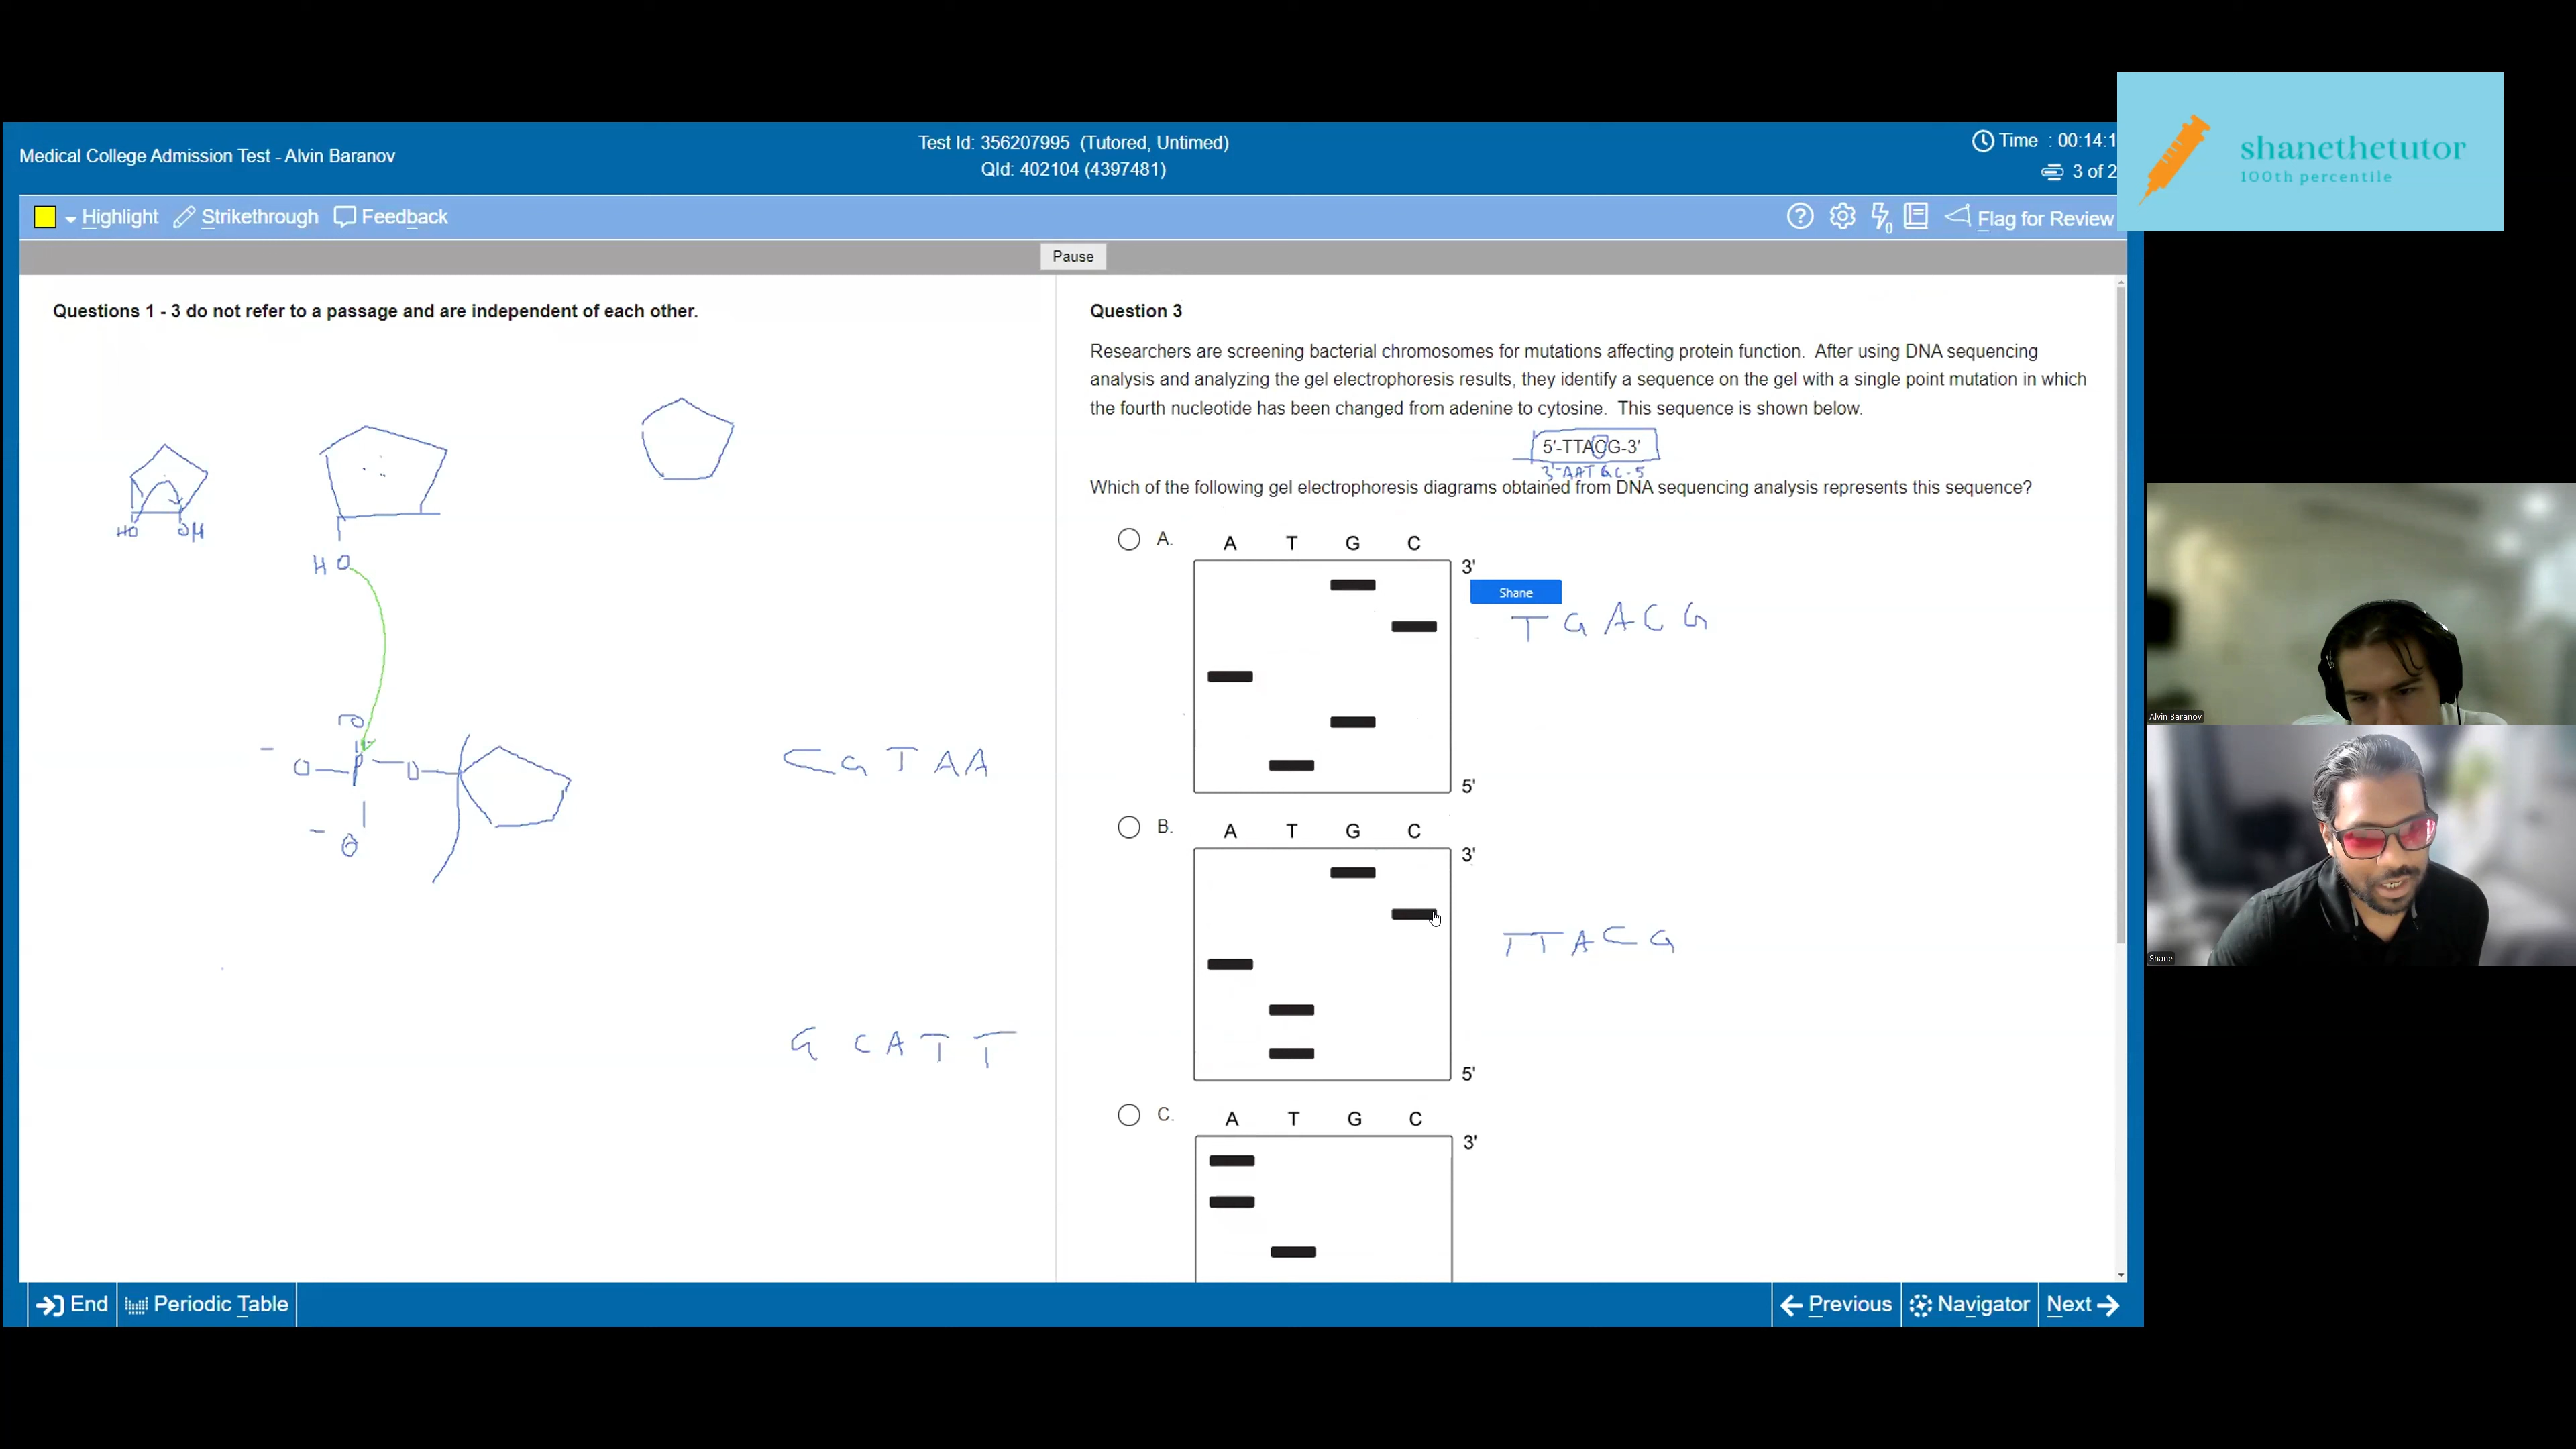 shanethetutor
100th percentile
Medical College Admission Test - Alvin Baranov
Test Id: 356207995 (Tutored, Untimed)
QId: 402104 (4397481)
Time : 00:14:1
3 of 2
Highlight Strikethrough Feedback
Flag for Review
Pause
Questions 1 - 3 do not refer to a passage and are independent of each other.
HO OH
HO
O
O P O
O
C G T A A
G C A T T
Question 3
Researchers are screening bacterial chromosomes for mutations affecting protein function. After using DNA sequencing
analysis and analyzing the gel electrophoresis results, they identify a sequence on the gel with a single point mutation in which
the fourth nucleotide has been changed from adenine to cytosine. This sequence is shown below.
5'-TTACG-3'
3'-AATGC-5
Which of the following gel electrophoresis diagrams obtained from DNA sequencing analysis represents this sequence?
A.
A T G C
3'
Shane
T G A C G
5'
B.
A T G C
3'
T T A C G
5'
C.
A T G C
3'
Alvin Baranov
Shane
End Periodic Table
Previous Navigator Next